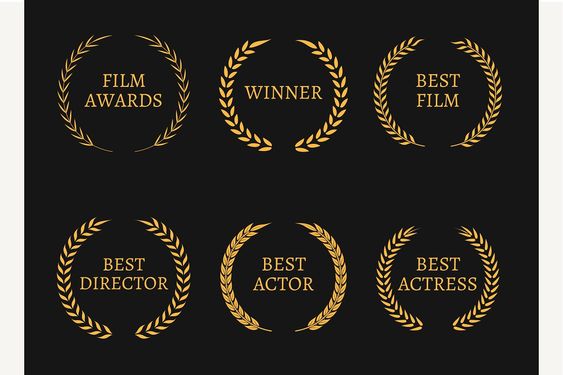 FILM
AWARDS
WINNER
BEST
FILM
BEST
DIRECTOR
BEST
ACTOR
BEST
ACTRESS